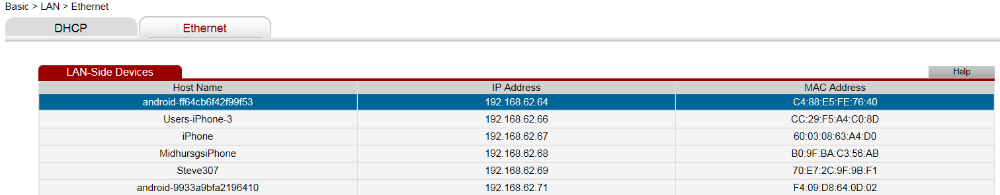 Basic > LAN > Ethernet
DHCP Ethernet
LAN-Side Devices Help
Host Name IP Address MAC Address
android-ff64cb6f42f99f53 192.168.62.64 C4:88:E5:FE:76:40
Users-iPhone-3 192.168.62.66 CC:29:F5:A4:C0:8D
iPhone 192.168.62.67 60:03:08:63:A4:D0
MidhursgsiPhone 192.168.62.68 B0:9F:BA:C3:56:AB
Steve307 192.168.62.69 70:E7:2C:9F:9B:F1
android-9933a9bfa2196410 192.168.62.71 F4:09:D8:64:0D:02